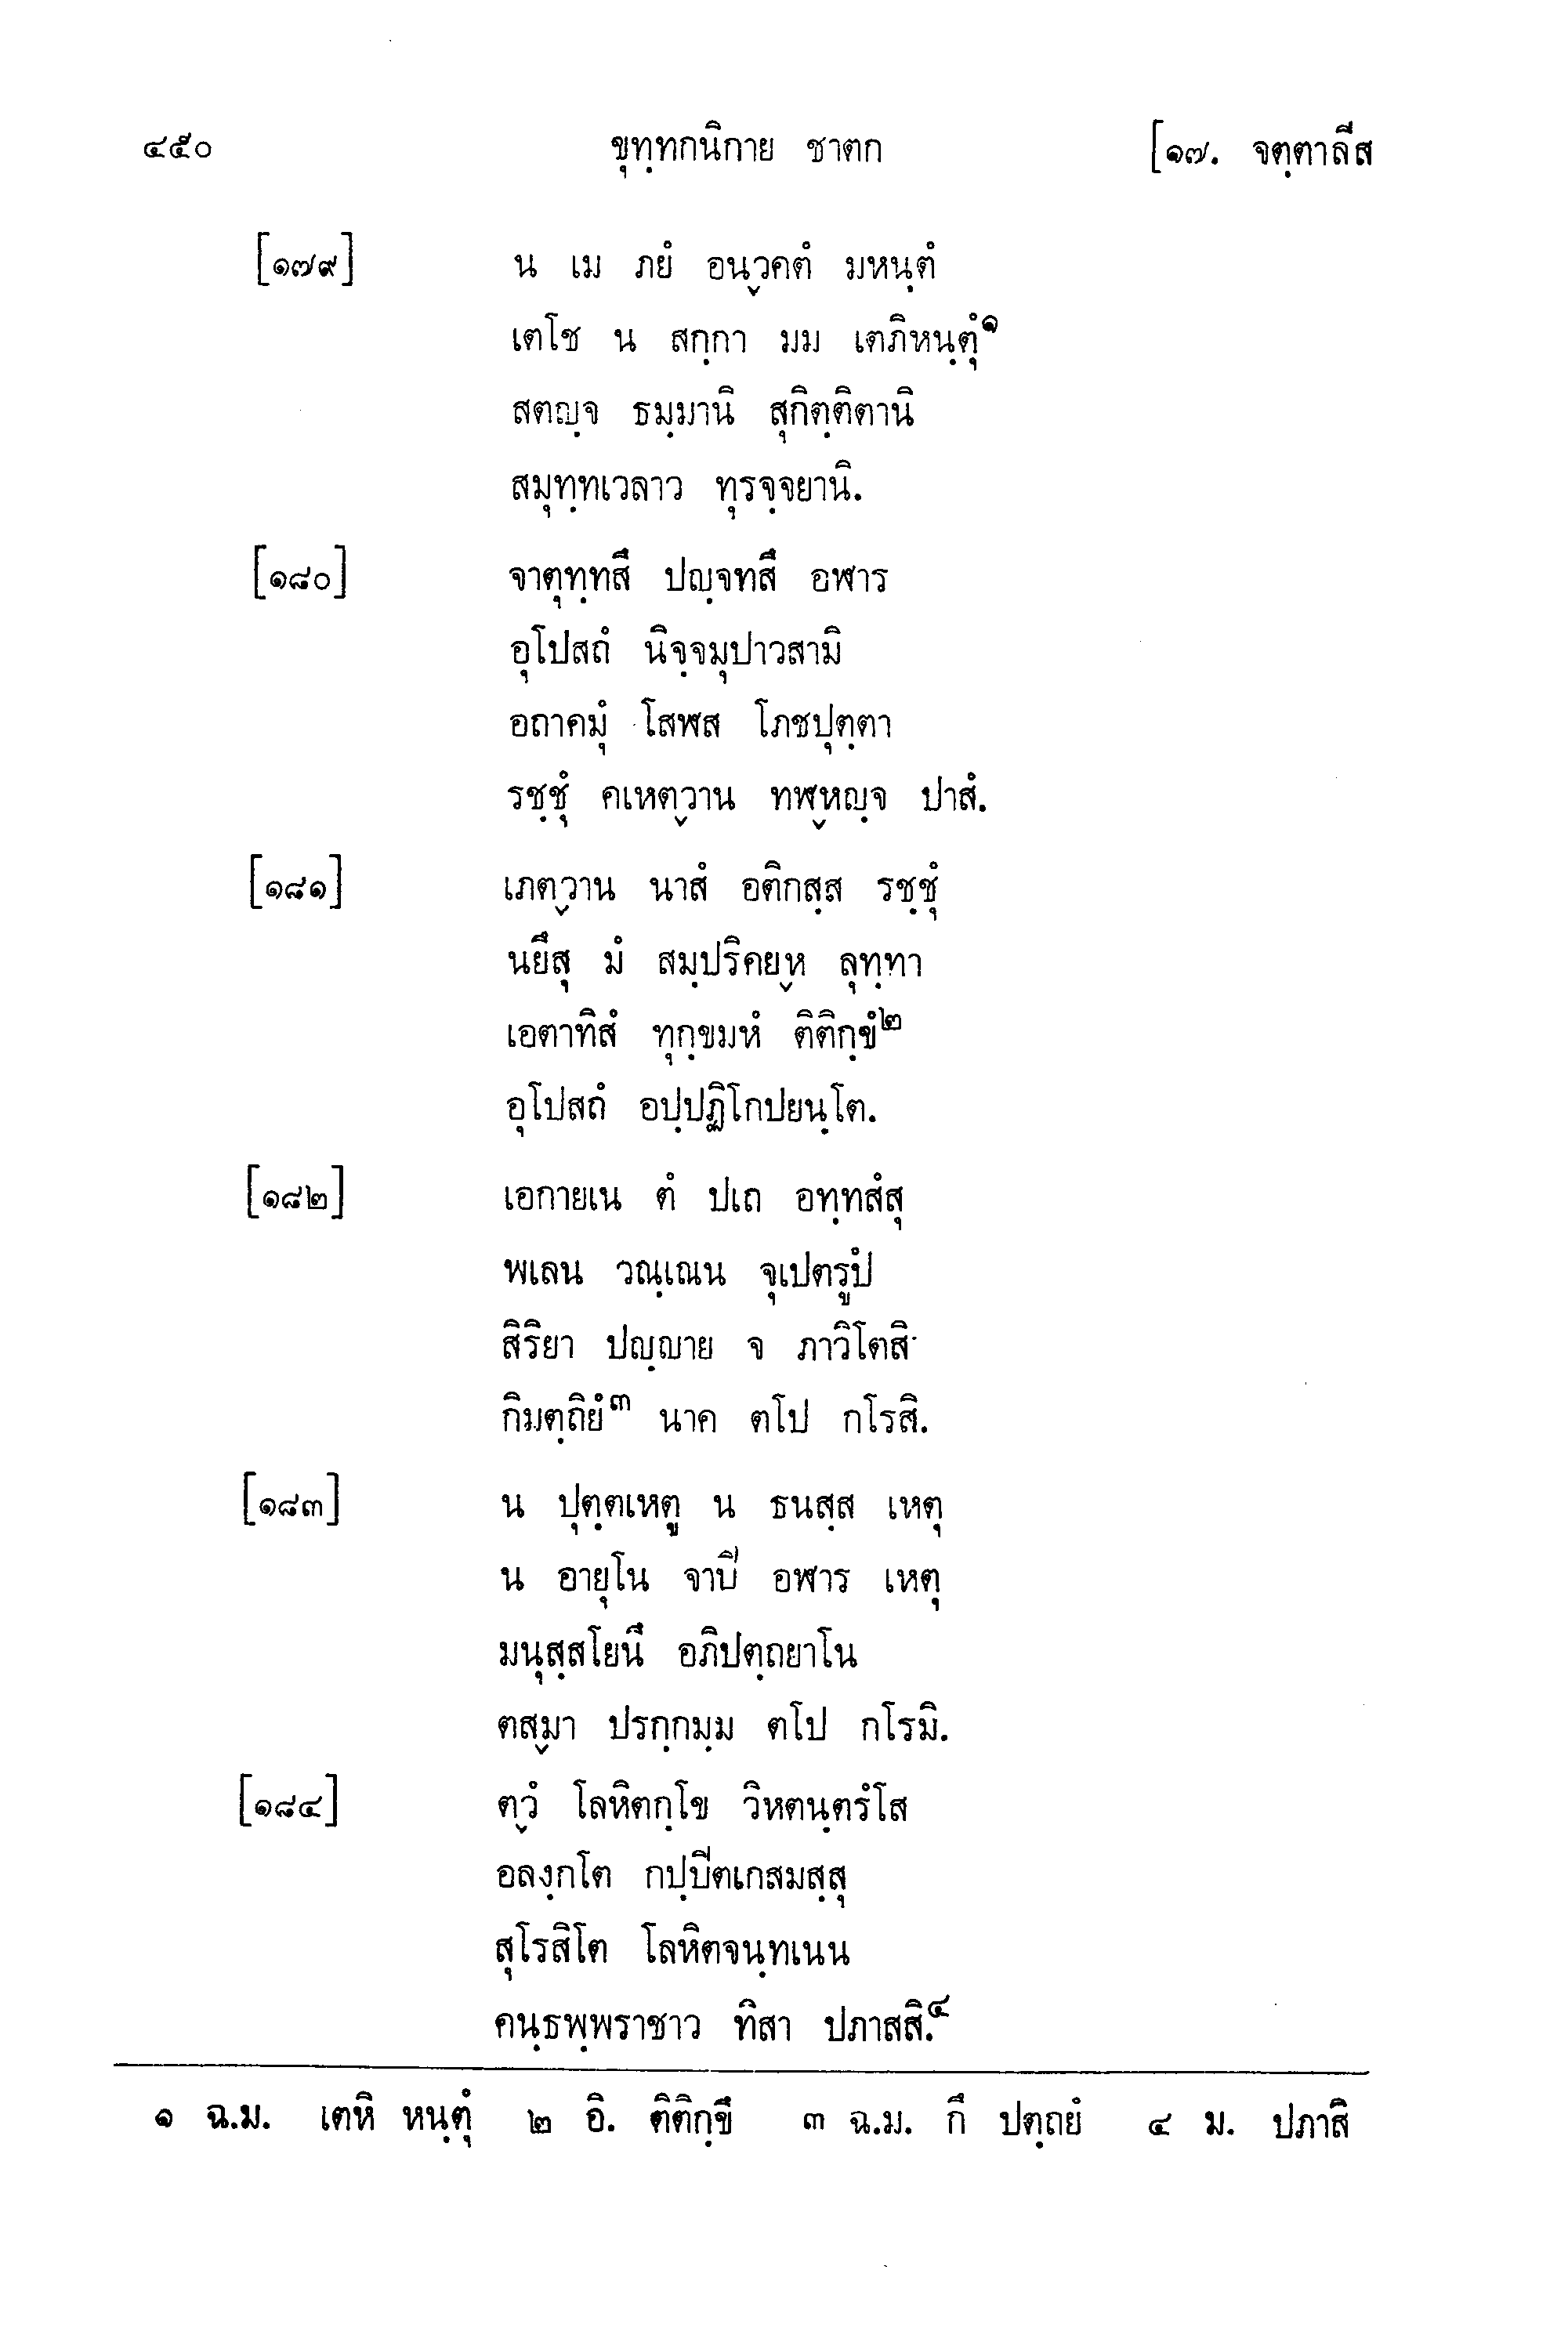 ๔๕๐ ขุทฺทกนิกาย ชาตก [๑๗. จตฺตาลีส
[๑๗๙] น เม ภยํ อนฺวคตํ มหนฺตํ
เตโช น สกฺกา มม เตภิหนฺตุํ๑
สตญฺจ ธมฺมานิ สุกิตฺติตานิ
สมุทฺทเวลาว ทุรจฺจยานิ.
[๑๘๐] จาตุทฺทสึ ปญฺจทสึ อฬาร
อุโปสถํ นิจฺจมุปาวสามิ
อถาคมุํ โสฬส โภชปุตฺตา
รชฺชุํ คเหตฺวาน ทฬฺหญฺจ ปาสํ.
[๑๘๑] เภตฺวาน นาสํ อติกสฺส รชฺชุํ
นยึสุ มํ สมฺปริคยฺห ลุทฺทา
เอตาทิสํ ทุกฺขมหํ ติติกฺขํ๒
อุโปสถํ อปฺปฏิโกปยนฺโต.
[๑๘๒] เอกายเน ตํ ปเถ อทฺทสํสุ
พเลน วณฺเณน จุเปตรูปํ
สิริยา ปญฺญาย จ ภาวิโตสิ
กิมตฺถิยํ๓ นาค ตโป กโรสิ.
[๑๘๓] น ปุตฺตเหตู น ธนสฺส เหตุ
น อายุโน จาปิ อฬาร เหตุ
มนุสฺสโยนึ อภิปตฺถยาโน
ตสฺมา ปรกฺกมฺม ตโป กโรมิ.
[๑๘๔] ตฺวํ โลหิตกฺโข วิหตนฺตรํโส
อลงฺกโต กปฺปิตเกสมสฺสุ
สุโรสิโต โลหิตจนฺทเนน
คนฺธพฺพราชาว ทิสา ปภาสสิ.๔
๑ ฉ.ม. เตหิ หนฺตุํ ๒ อิ. ติติกฺขึ ๓ ฉ.ม. กึ ปตฺถยํ ๔ ม. ปภาสิ